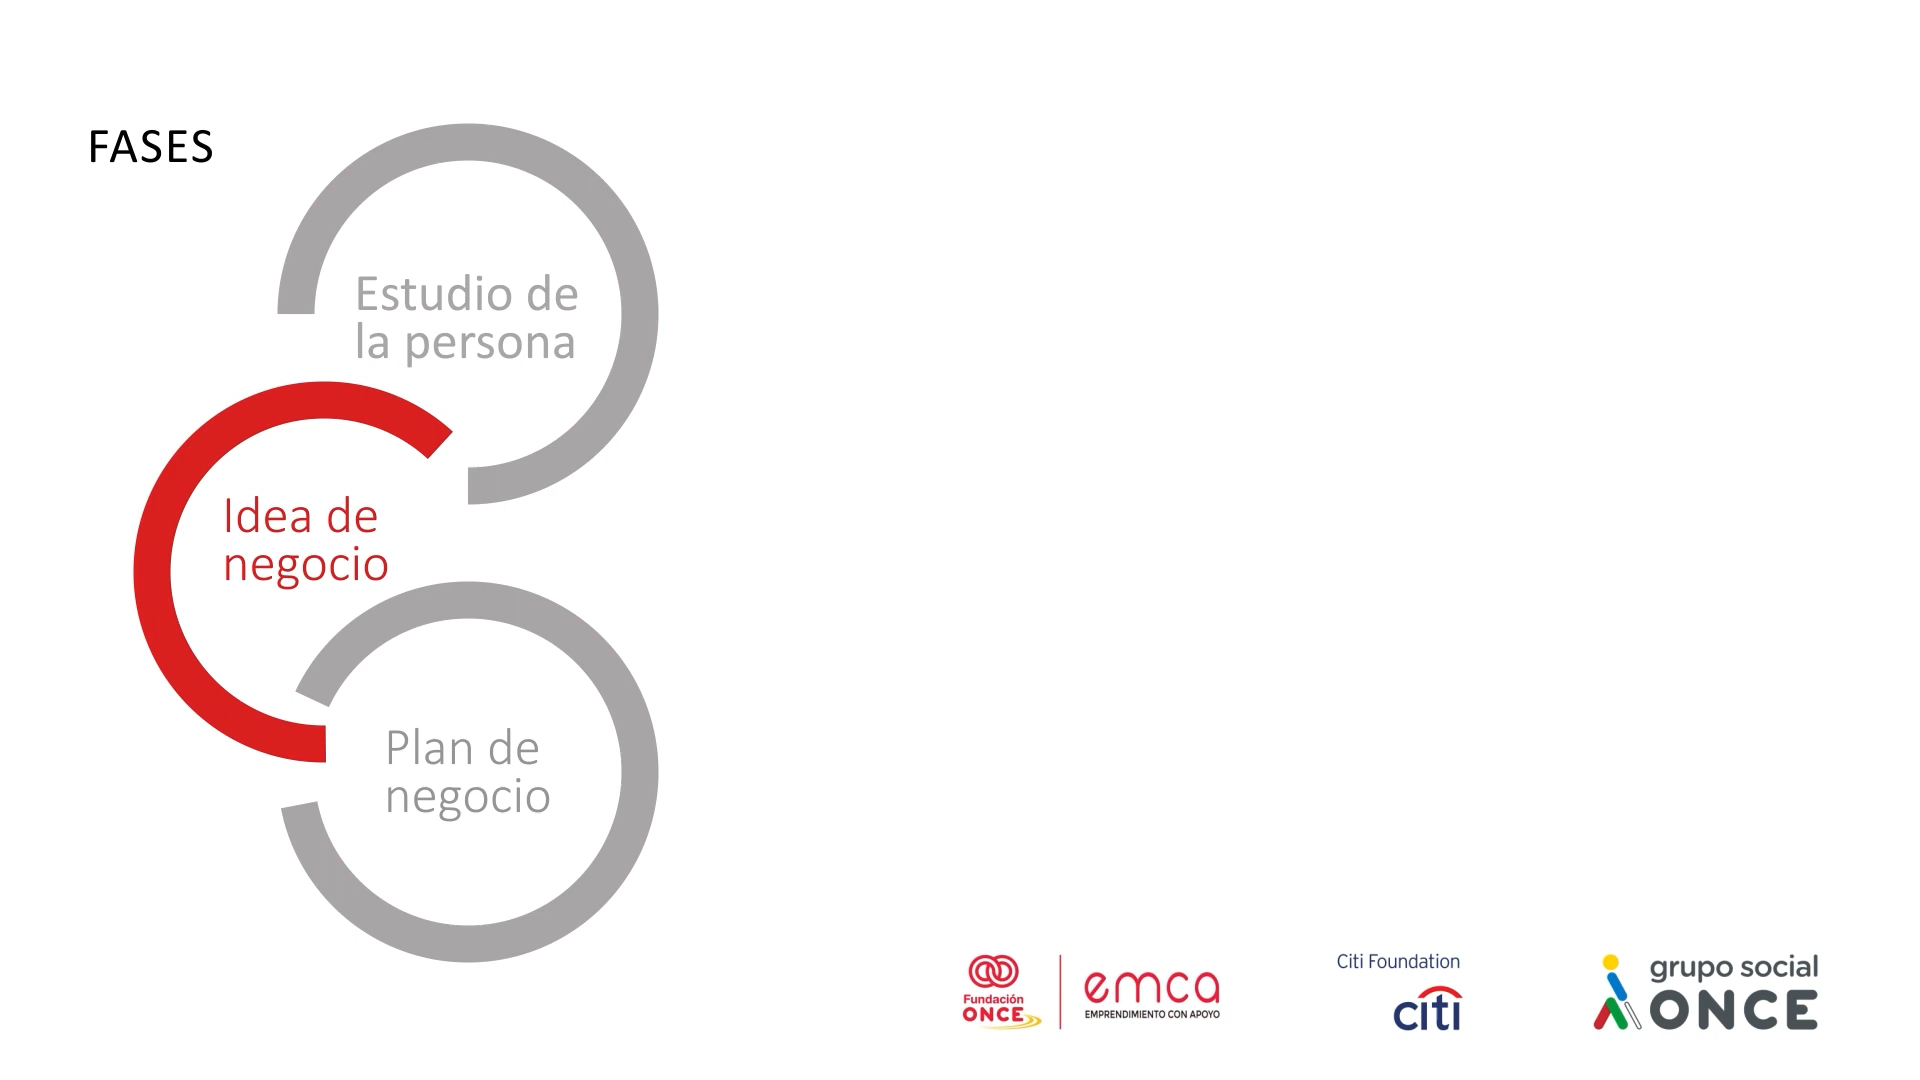 FASES
Estudio de
la persona
Idea de
negocio
Plan de
negocio
Fundación
ONCE
emca
EMPRENDIMIENTO CON APOYO
Citi Foundation
citi
grupo social
ONCE